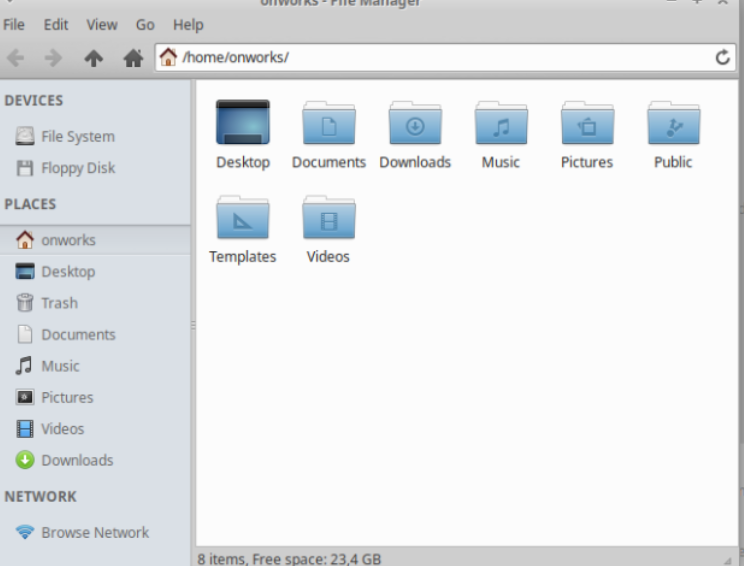 onworks - File Manager
File Edit View Go Help
/home/onworks/
DEVICES
File System
Floppy Disk
PLACES
onworks
Desktop
Trash
Documents
Music
Pictures
Videos
Downloads
NETWORK
Browse Network
Desktop Documents Downloads Music Pictures Public
Templates Videos
8 items, Free space: 23,4 GB